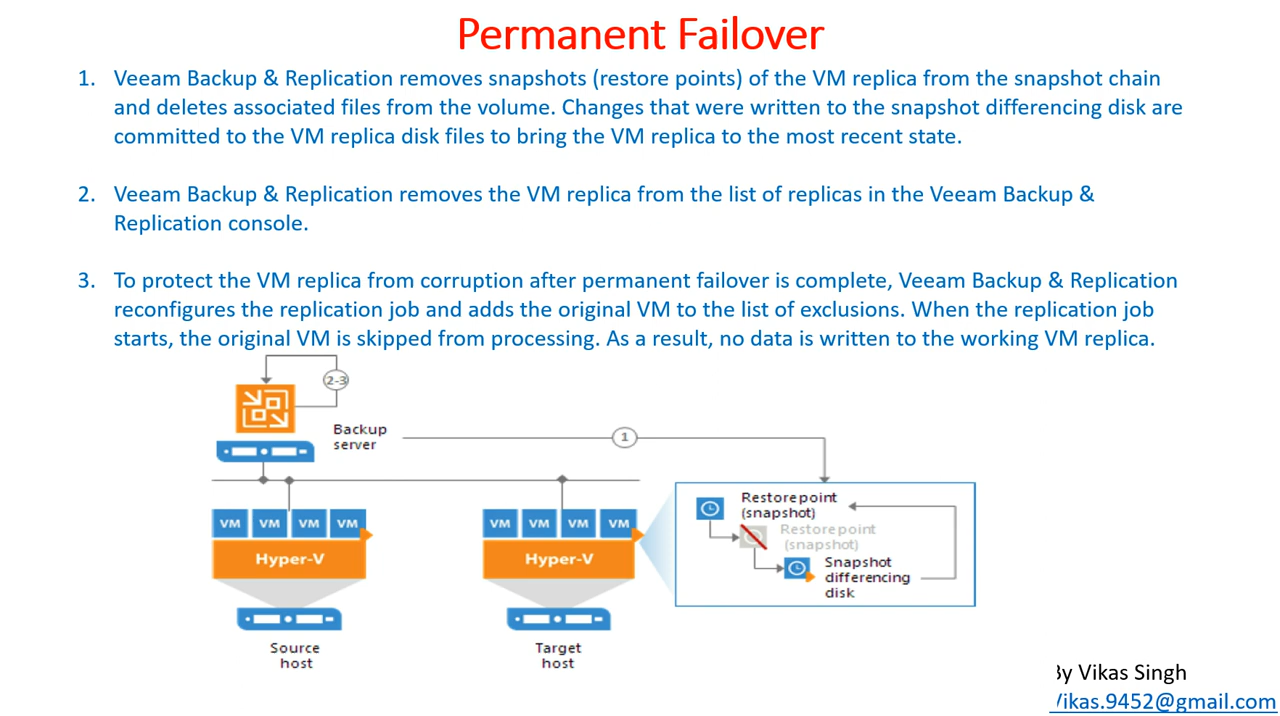 Permanent Failover
1. Veeam Backup & Replication removes snapshots (restore points) of the VM replica from the snapshot chain
and deletes associated files from the volume. Changes that were written to the snapshot differencing disk are
committed to the VM replica disk files to bring the VM replica to the most recent state.
2. Veeam Backup & Replication removes the VM replica from the list of replicas in the Veeam Backup &
Replication console.
3. To protect the VM replica from corruption after permanent failover is complete, Veeam Backup & Replication
reconfigures the replication job and adds the original VM to the list of exclusions. When the replication job
starts, the original VM is skipped from processing. As a result, no data is written to the working VM replica.
2-3
Backup
server
1
VM VM VM VM
Hyper-V
Source
host
VM VM VM VM
Hyper-V
Target
host
Restore point
(snapshot)
Restore point
(snapshot)
Snapshot
differencing
disk
By Vikas Singh
Vikas.9452@gmail.com